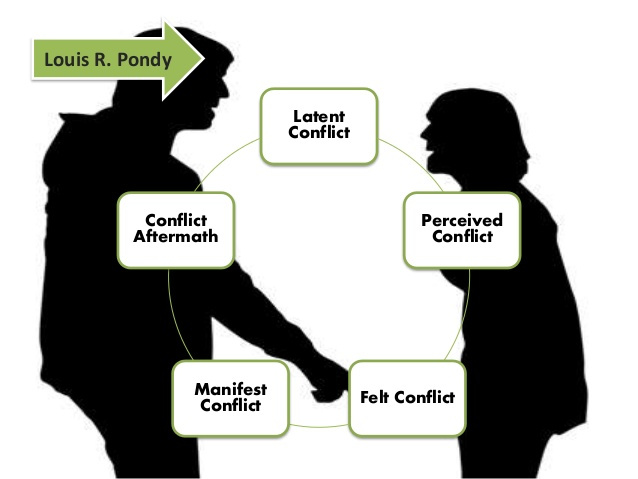 Louis R. Pondy
Latent
Conflict
Perceived
Conflict
Felt Conflict
Manifest
Conflict
Conflict
Aftermath